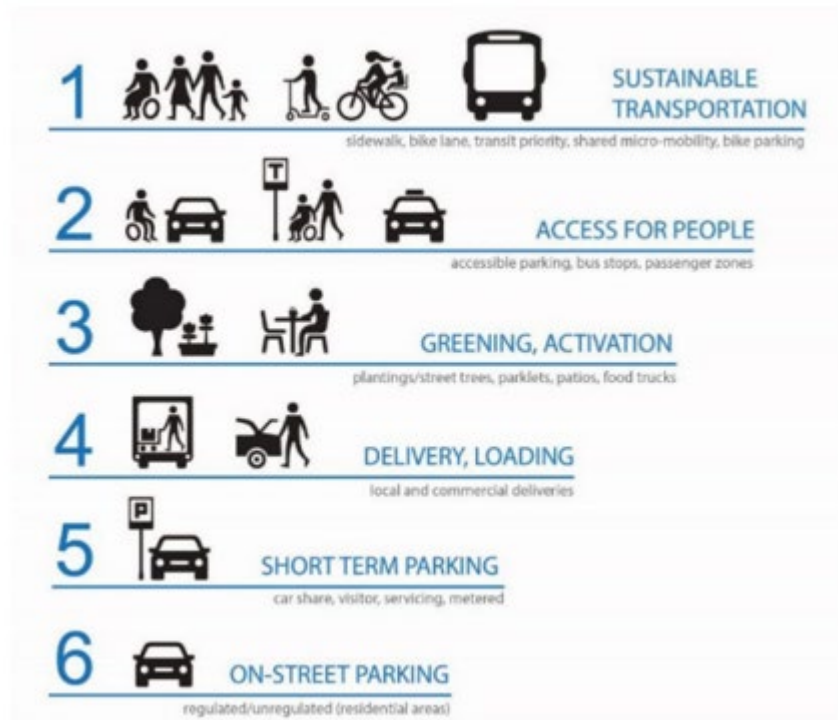 1
SUSTAINABLE
TRANSPORTATION
sidewalk, bike lane, transit priority, shared micro-mobility, bike parking
T
2
ACCESS FOR PEOPLE
accessible parking, bus stops, passenger zones
3
GREENING, ACTIVATION
plantings/street trees, parklets, patios, food trucks
4
DELIVERY, LOADING
local and commercial deliveries
P
5
SHORT TERM PARKING
car share, visitor, servicing, metered
6
ON-STREET PARKING
regulated/unregulated (residential areas)